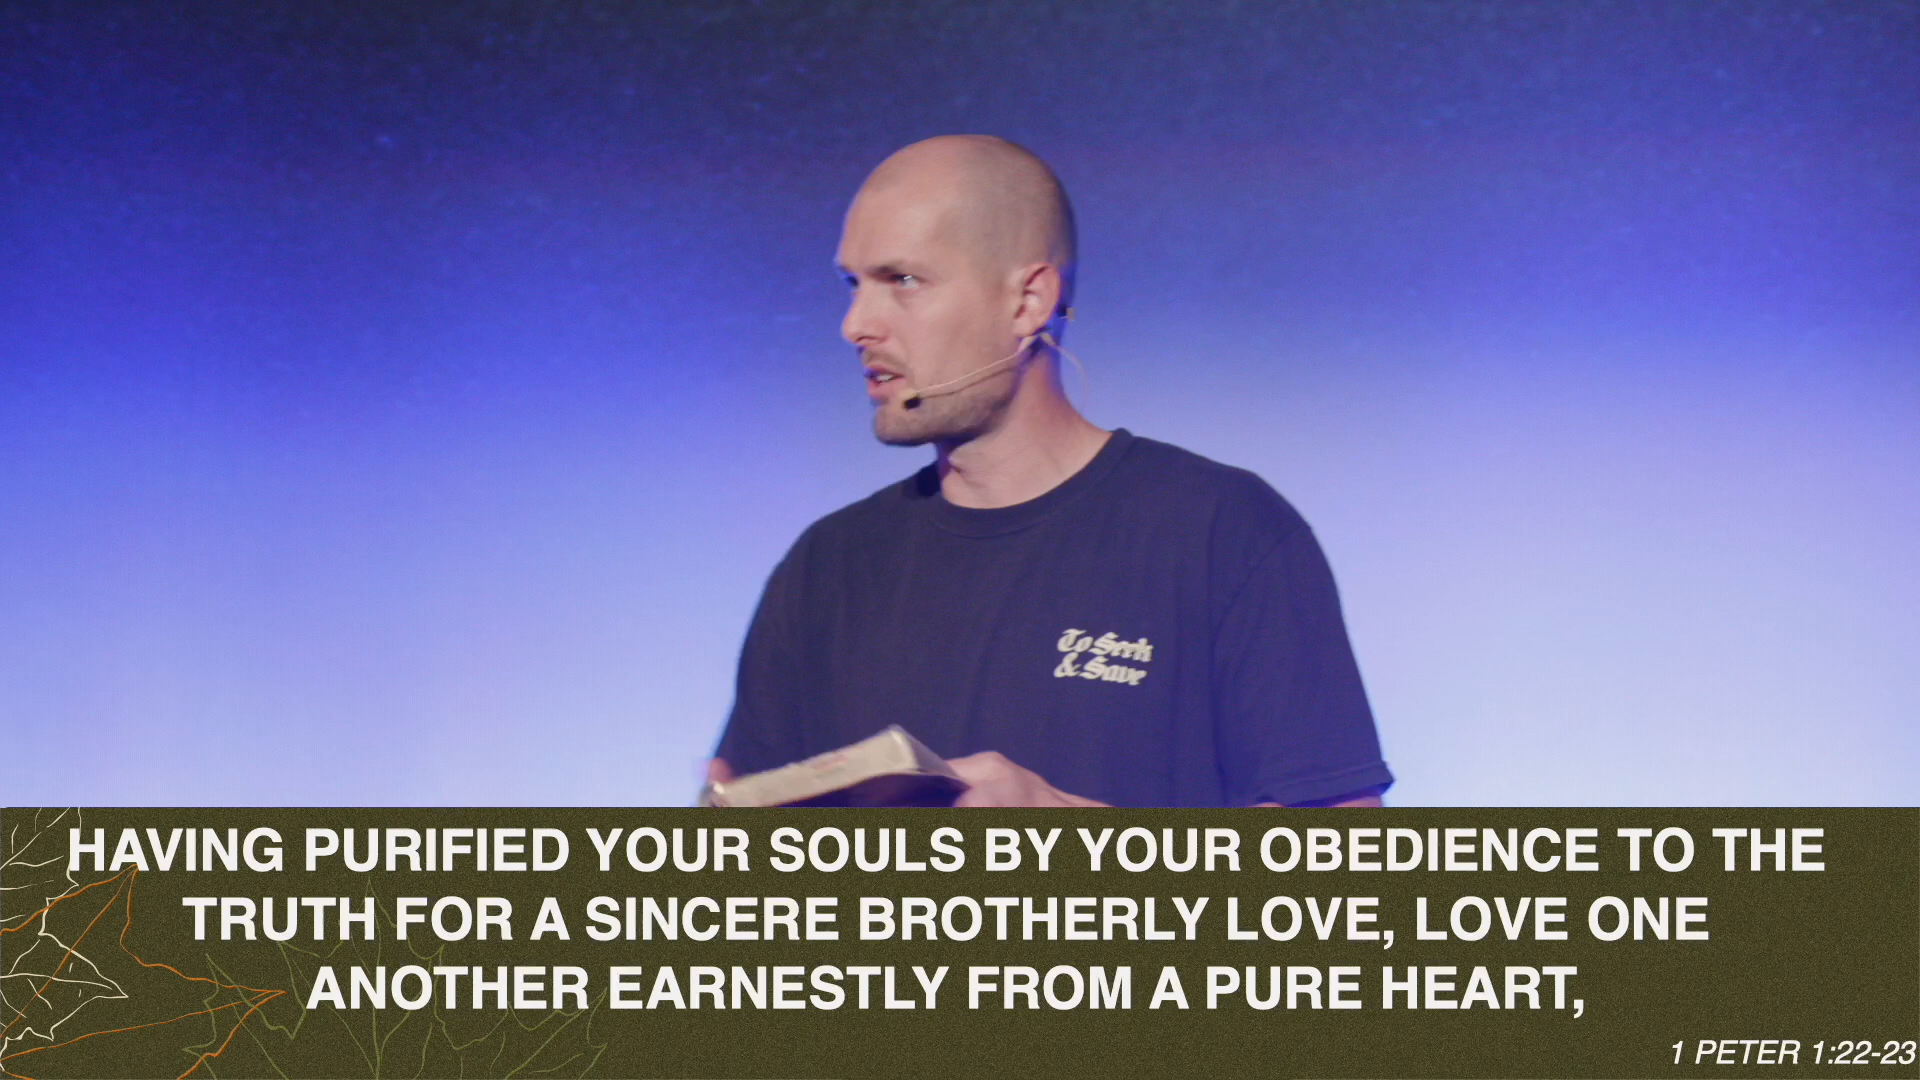 To Seek
& Save
HAVING PURIFIED YOUR SOULS BY YOUR OBEDIENCE TO THE
TRUTH FOR A SINCERE BROTHERLY LOVE, LOVE ONE
ANOTHER EARNESTLY FROM A PURE HEART,
1 PETER 1:22-23